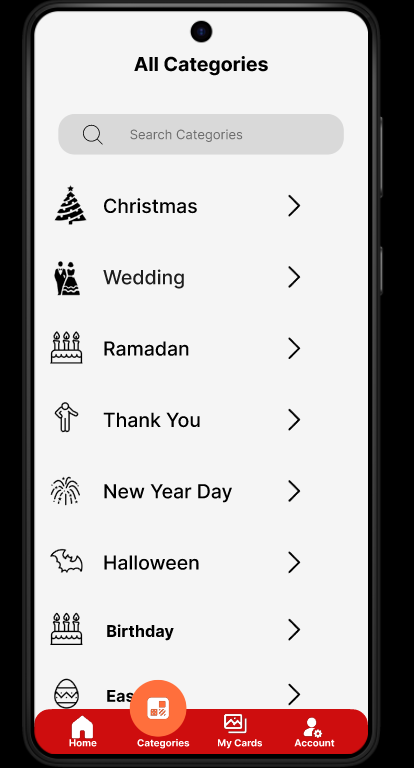 All Categories
Search Categories
Christmas
Wedding
Ramadan
Thank You
New Year Day
Halloween
Birthday
Eas
Home
Categories
My Cards
Account